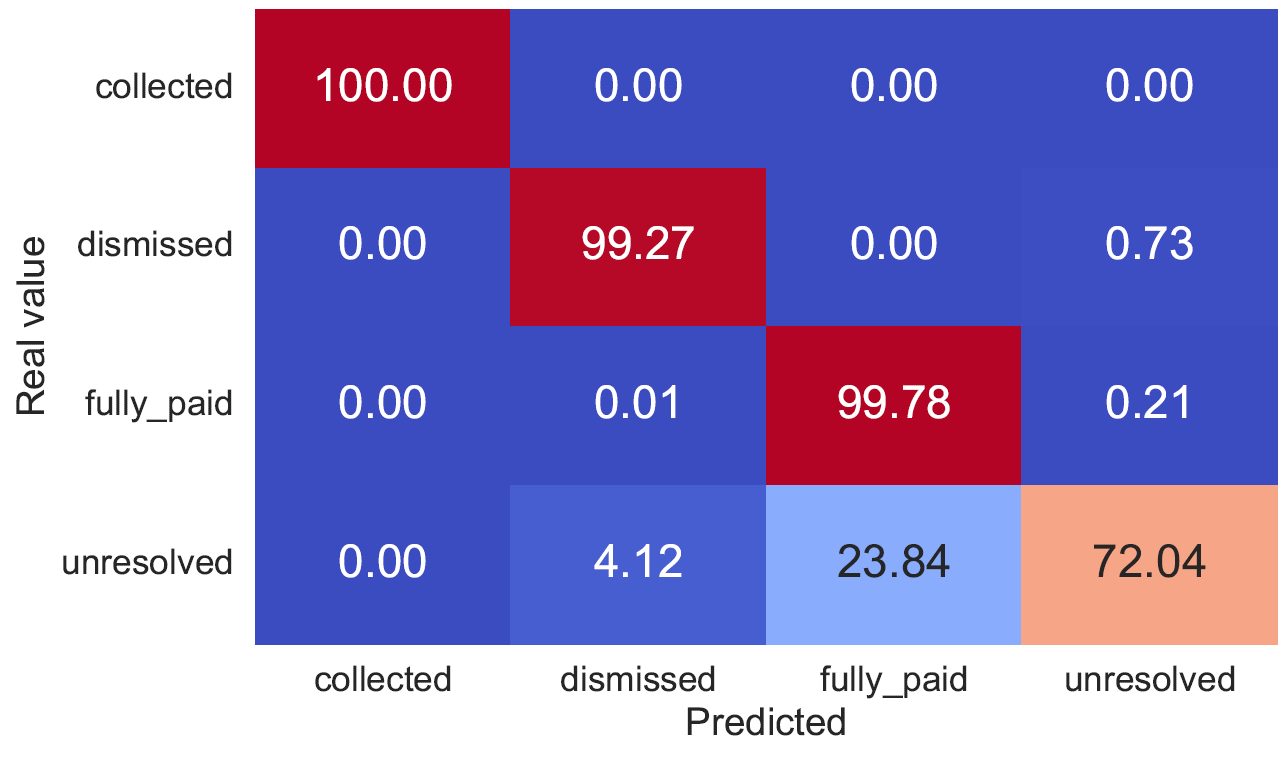 collected 100.00 0.00 0.00 0.00
dismissed 0.00 99.27 0.00 0.73
fully_paid 0.00 0.01 99.78 0.21
unresolved 0.00 4.12 23.84 72.04
collected dismissed fully_paid unresolved
Predicted
Real value